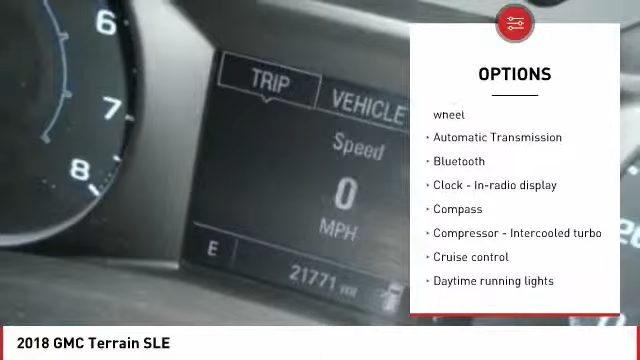 6
7
8
TRIP
VEHICLE
Speed
0
MPH
E
21771
OPTIONS
wheel
Automatic Transmission
Bluetooth
Clock - In-radio display
Compass
Compressor - Intercooled turbo
Cruise control
Daytime running lights
2018 GMC Terrain SLE